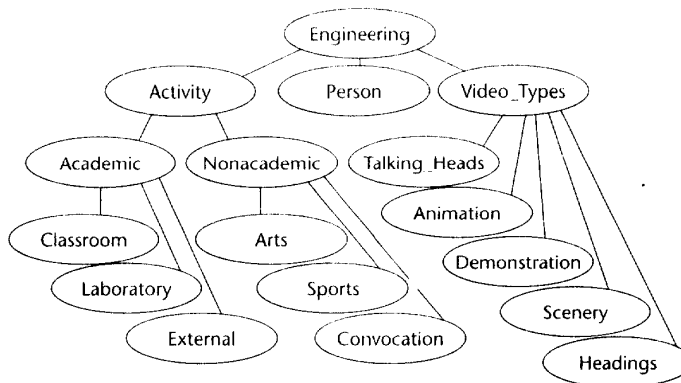 Engineering
Activity
Person
Video_Types
Academic
Nonacademic
Talking_Heads
Animation
Classroom
Arts
Demonstration
Laboratory
Sports
Scenery
External
Convocation
Headings